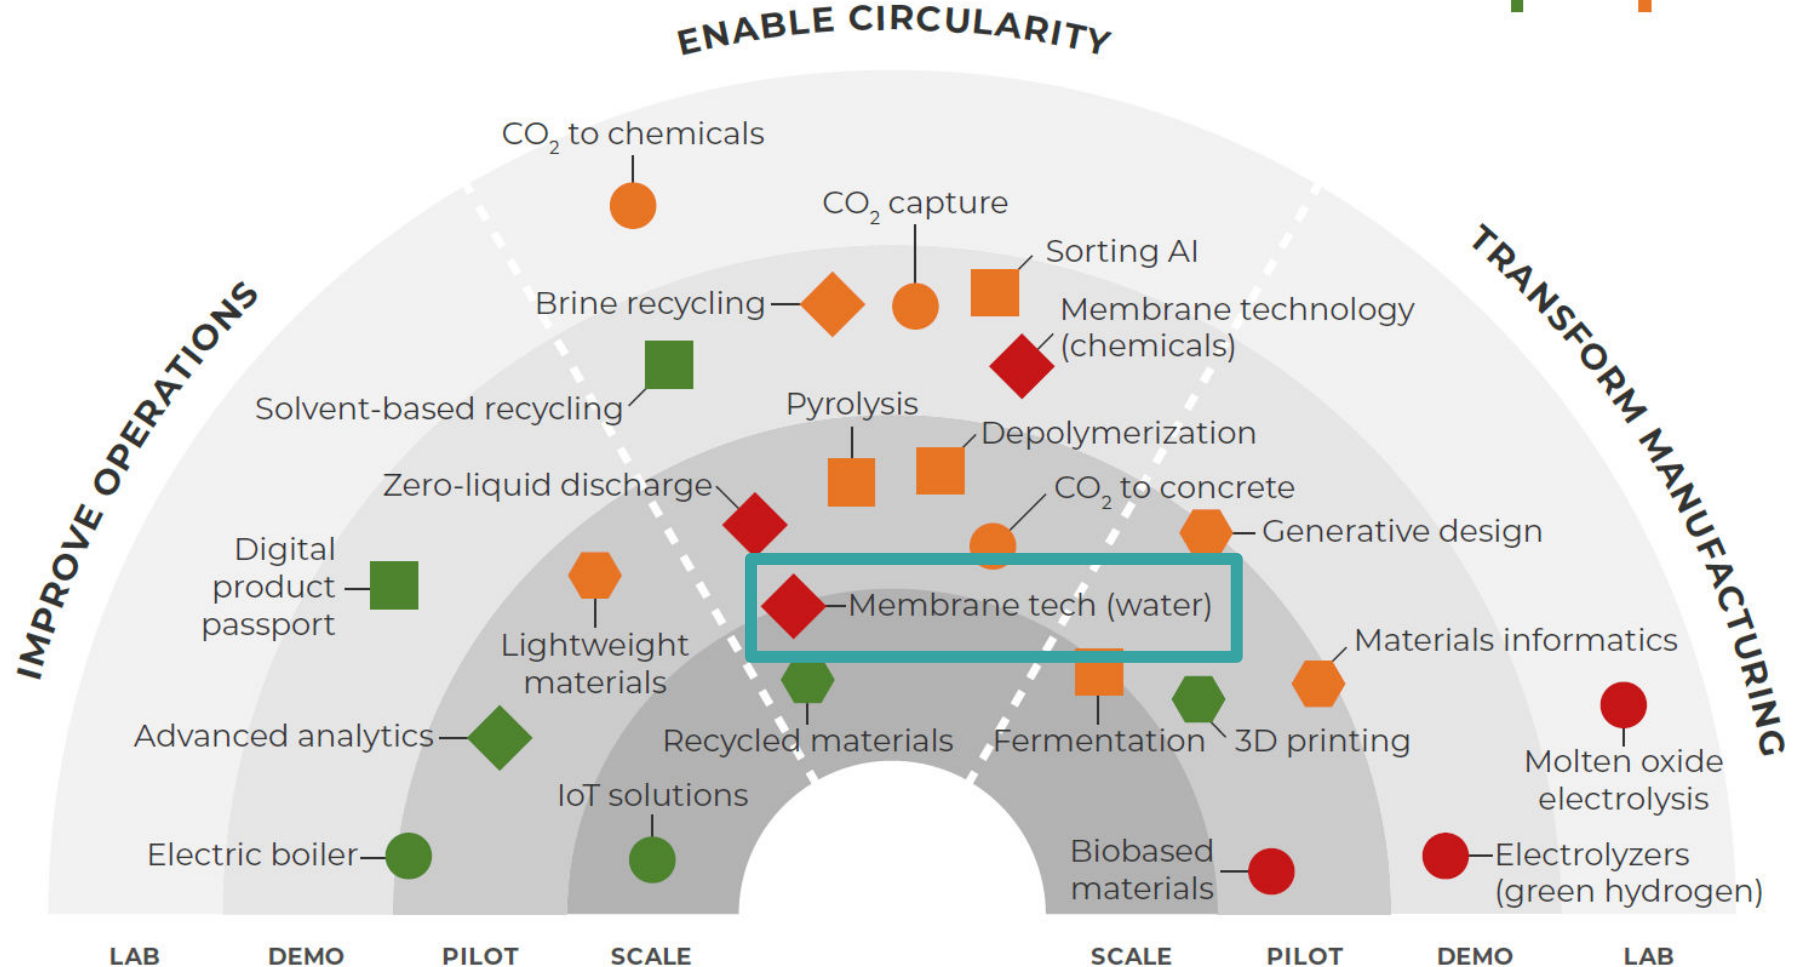 ENABLE CIRCULARITY
IMPROVE OPERATIONS
TRANSFORM MANUFACTURING
CO₂ to chemicals
CO₂ capture
Sorting AI
Brine recycling
Membrane technology
(chemicals)
Solvent-based recycling
Pyrolysis
Depolymerization
Zero-liquid discharge
CO₂ to concrete
Generative design
Digital
product
passport
Membrane tech (water)
Lightweight
materials
Materials informatics
Advanced analytics
Recycled materials
Fermentation
3D printing
Molten oxide
electrolysis
IoT solutions
Electric boiler
Biobased
materials
Electrolyzers
(green hydrogen)
LAB DEMO PILOT SCALE SCALE PILOT DEMO LAB